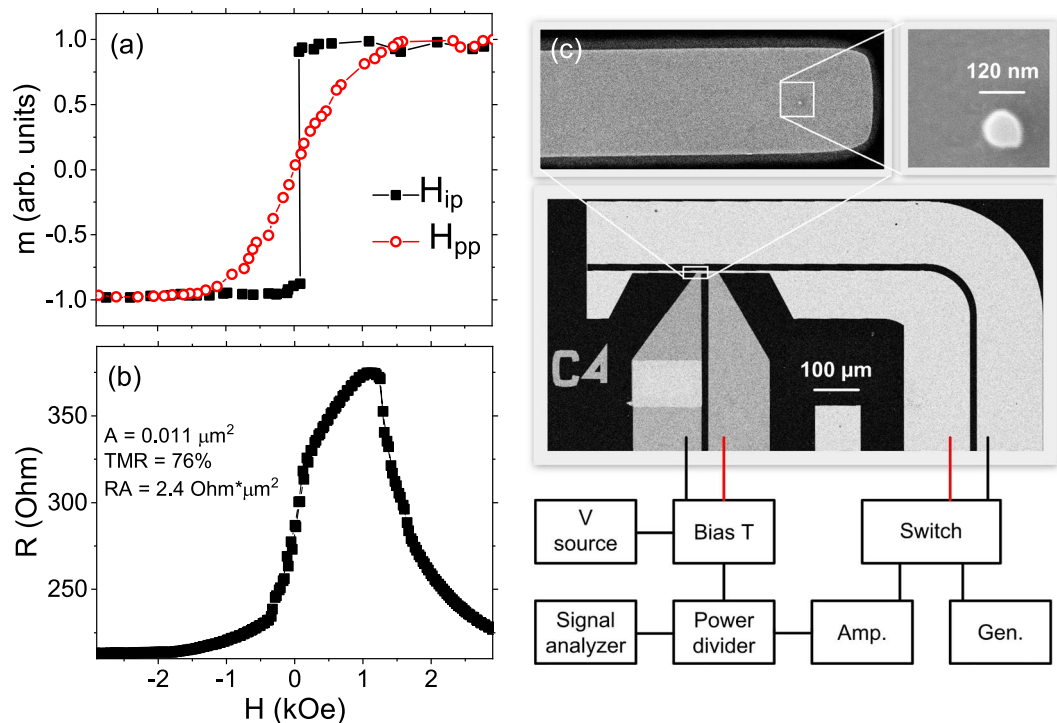 (a)
1.0
0.5
0.0
-0.5
-1.0
m (arb. units)
H_ip
H_pp
(b)
A = 0.011 μm²
TMR = 76%
RA = 2.4 Ohm*μm²
350
300
250
R (Ohm)
-2 -1 0 1 2
H (kOe)
(c)
120 nm
C4
100 μm
V
source
Bias T
Switch
Signal
analyzer
Power
divider
Amp.
Gen.